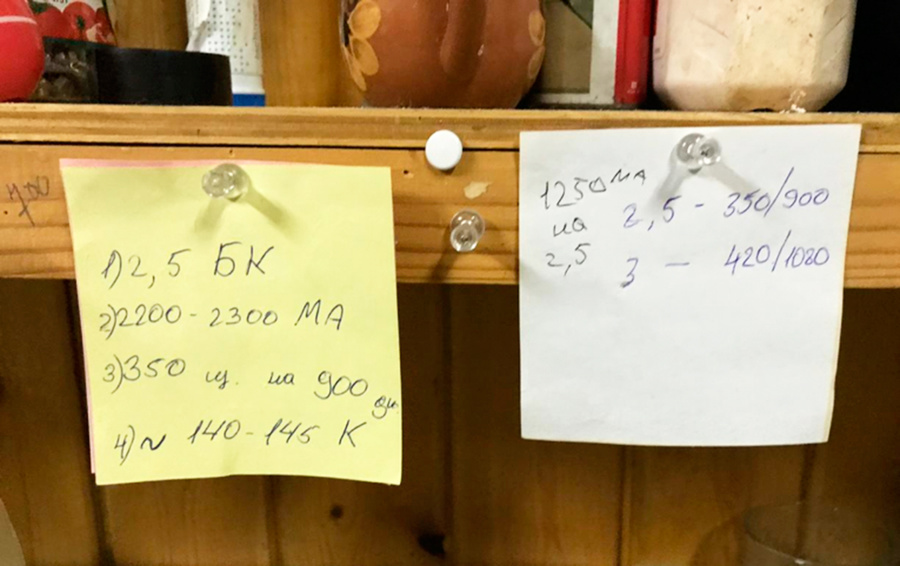 1) 2,5 БК
2) 2200 - 2300 МА
3) 350 щ. на 900 дм
4) ~ 140 - 145 К
1250 МА
на
2,5
2,5 - 350/900
3 - 420/1020